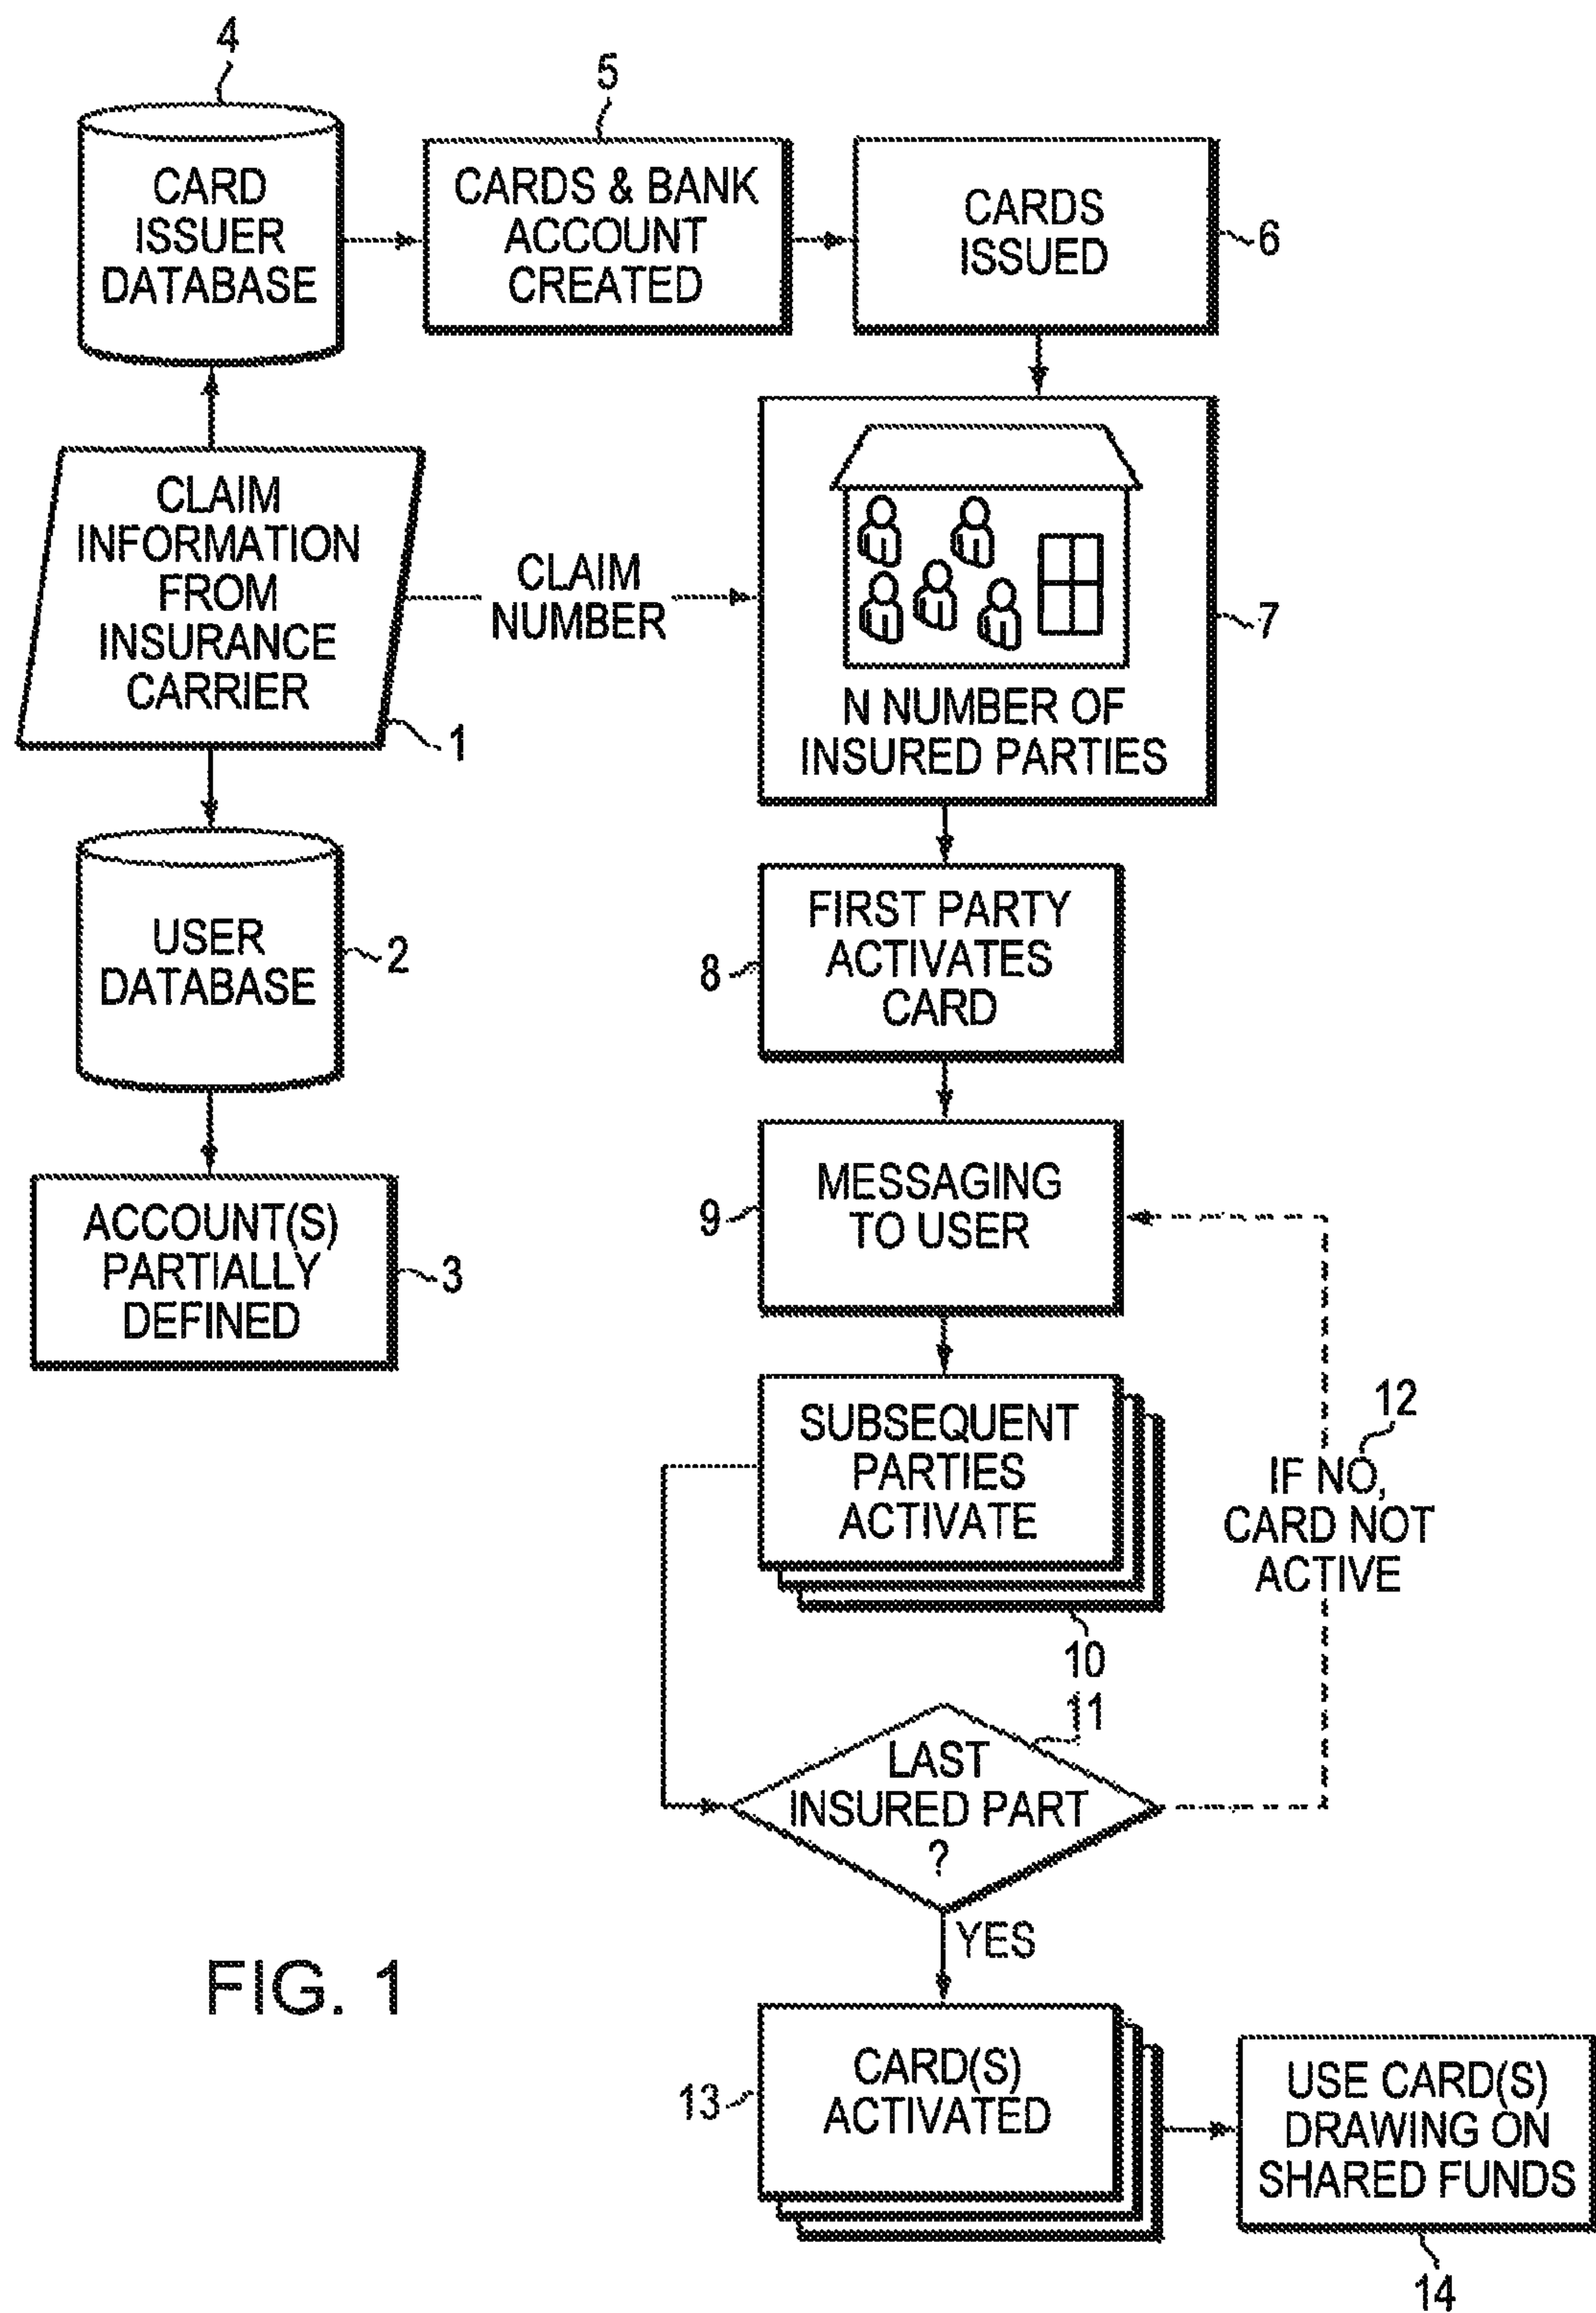 4
5
CARD
ISSUER
DATABASE
CARDS & BANK
ACCOUNT
CREATED
CARDS
ISSUED
6
CLAIM
INFORMATION
FROM
INSURANCE
CARRIER
1
CLAIM
NUMBER
N NUMBER OF
INSURED PARTIES
7
USER
DATABASE
2
ACCOUNT(S)
PARTIALLY
DEFINED
3
FIRST PARTY
ACTIVATES
CARD
8
MESSAGING
TO USER
9
SUBSEQUENT
PARTIES
ACTIVATE
10
12
IF NO,
CARD NOT
ACTIVE
11
LAST
INSURED PART
?
YES
CARD(S)
ACTIVATED
13
USE CARD(S)
DRAWING ON
SHARED FUNDS
14
FIG. 1